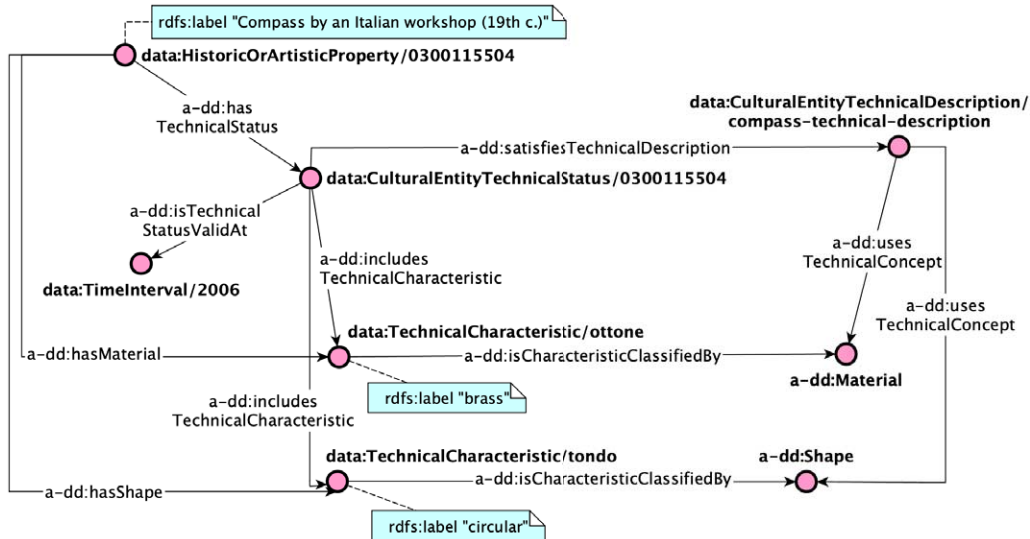 rdfs:label "Compass by an Italian workshop (19th c.)"
data:HistoricOrArtisticProperty/0300115504
a-dd:has
TechnicalStatus
data:CulturalEntityTechnicalDescription/
compass-technical-description
a-dd:satisfiesTechnicalDescription
data:CulturalEntityTechnicalStatus/0300115504
a-dd:isTechnical
StatusValidAt
data:TimeInterval/2006
a-dd:includes
TechnicalCharacteristic
a-dd:uses
TechnicalConcept
a-dd:uses
TechnicalConcept
data:TechnicalCharacteristic/ottone
a-dd:hasMaterial
a-dd:isCharacteristicClassifiedBy
a-dd:Material
rdfs:label "brass"
a-dd:includes
TechnicalCharacteristic
data:TechnicalCharacteristic/tondo
a-dd:Shape
a-dd:isCharacteristicClassifiedBy
a-dd:hasShape
rdfs:label "circular"